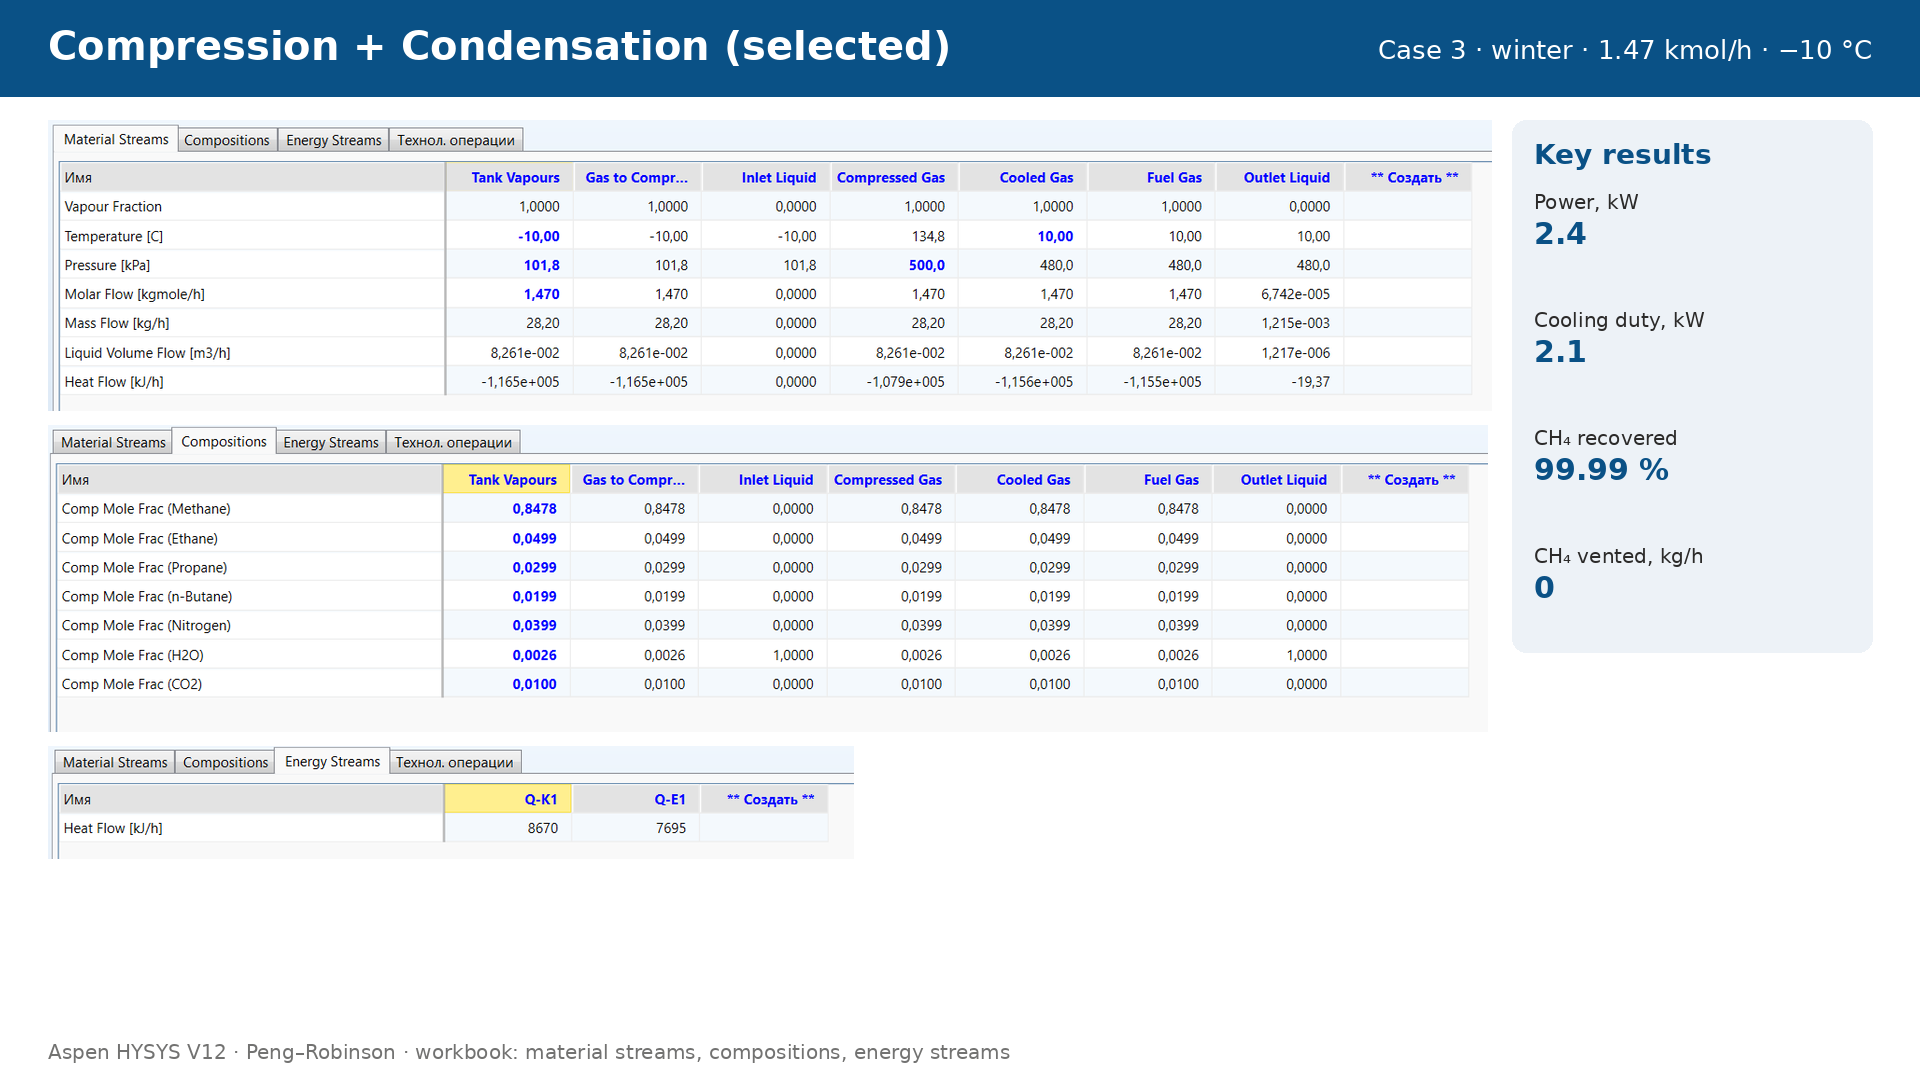 Compression + Condensation (selected)
Case 3 · winter · 1.47 kmol/h · −10 °C
Material Streams Compositions Energy Streams Технол. операции
Имя Tank Vapours Gas to Compr... Inlet Liquid Compressed Gas Cooled Gas Fuel Gas Outlet Liquid ** Создать **
Vapour Fraction 1,0000 1,0000 0,0000 1,0000 1,0000 1,0000 0,0000
Temperature [C] -10,00 -10,00 -10,00 134,8 10,00 10,00 10,00
Pressure [kPa] 101,8 101,8 101,8 500,0 480,0 480,0 480,0
Molar Flow [kgmole/h] 1,470 1,470 0,0000 1,470 1,470 1,470 6,742e-005
Mass Flow [kg/h] 28,20 28,20 0,0000 28,20 28,20 28,20 1,215e-003
Liquid Volume Flow [m3/h] 8,261e-002 8,261e-002 0,0000 8,261e-002 8,261e-002 8,261e-002 1,217e-006
Heat Flow [kJ/h] -1,165e+005 -1,165e+005 0,0000 -1,079e+005 -1,156e+005 -1,155e+005 -19,37
Material Streams Compositions Energy Streams Технол. операции
Имя Tank Vapours Gas to Compr... Inlet Liquid Compressed Gas Cooled Gas Fuel Gas Outlet Liquid ** Создать **
Comp Mole Frac (Methane) 0,8478 0,8478 0,0000 0,8478 0,8478 0,8478 0,0000
Comp Mole Frac (Ethane) 0,0499 0,0499 0,0000 0,0499 0,0499 0,0499 0,0000
Comp Mole Frac (Propane) 0,0299 0,0299 0,0000 0,0299 0,0299 0,0299 0,0000
Comp Mole Frac (n-Butane) 0,0199 0,0199 0,0000 0,0199 0,0199 0,0199 0,0000
Comp Mole Frac (Nitrogen) 0,0399 0,0399 0,0000 0,0399 0,0399 0,0399 0,0000
Comp Mole Frac (H2O) 0,0026 0,0026 1,0000 0,0026 0,0026 0,0026 1,0000
Comp Mole Frac (CO2) 0,0100 0,0100 0,0000 0,0100 0,0100 0,0100 0,0000
Material Streams Compositions Energy Streams Технол. операции
Имя Q-K1 Q-E1 ** Создать **
Heat Flow [kJ/h] 8670 7695
Key results
Power, kW
2.4
Cooling duty, kW
2.1
CH₄ recovered
99.99 %
CH₄ vented, kg/h
0
Aspen HYSYS V12 · Peng–Robinson · workbook: material streams, compositions, energy streams